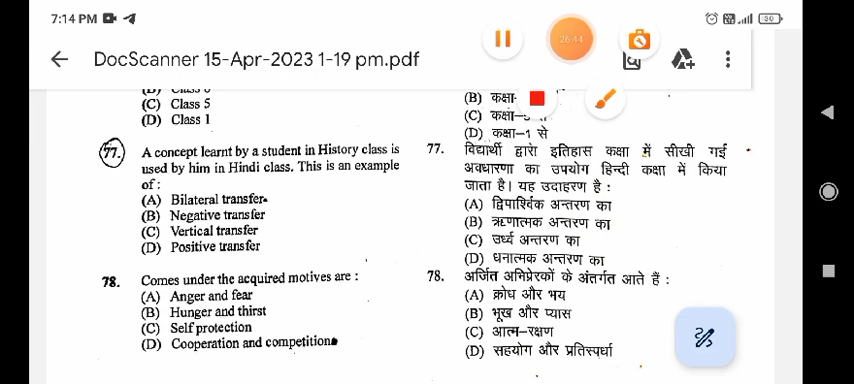 7:14 PM
30
26:44
DocScanner 15-Apr-2023 1-19 pm.pdf
(C) Class 5
(D) Class 1
77. A concept learnt by a student in History class is
used by him in Hindi class. This is an example
of :
(A) Bilateral transfer
(B) Negative transfer
(C) Vertical transfer
(D) Positive transfer
78. Comes under the acquired motives are :
(A) Anger and fear
(B) Hunger and thirst
(C) Self protection
(D) Cooperation and competition
(B) कक्षा-
(C) कक्षा-
(D) कक्षा-1 से
77. विद्यार्थी द्वारा इतिहास कक्षा में सीखी गई
अवधारणा का उपयोग हिन्दी कक्षा में किया
जाता है। यह उदाहरण है :
(A) द्विपार्श्विक अन्तरण का
(B) ऋणात्मक अन्तरण का
(C) उर्ध्व अन्तरण का
(D) धनात्मक अन्तरण का
78. अर्जित अभिप्रेरकों के अंतर्गत आते हैं :
(A) क्रोध और भय
(B) भूख और प्यास
(C) आत्म-रक्षण
(D) सहयोग और प्रतिस्पर्धा